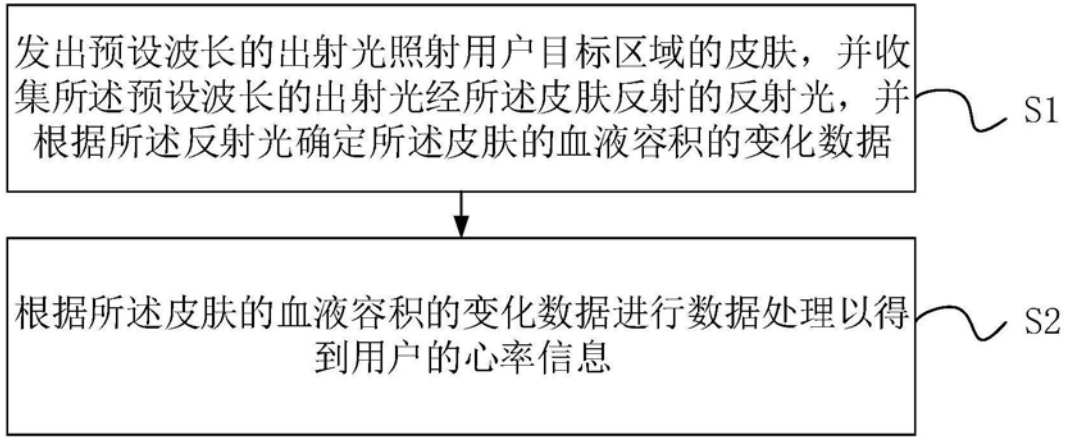 发出预设波长的出射光照射用户目标区域的皮肤，并收
集所述预设波长的出射光经所述皮肤反射的反射光，并
根据所述反射光确定所述皮肤的血液容积的变化数据
S1
根据所述皮肤的血液容积的变化数据进行数据处理以得
到用户的心率信息
S2